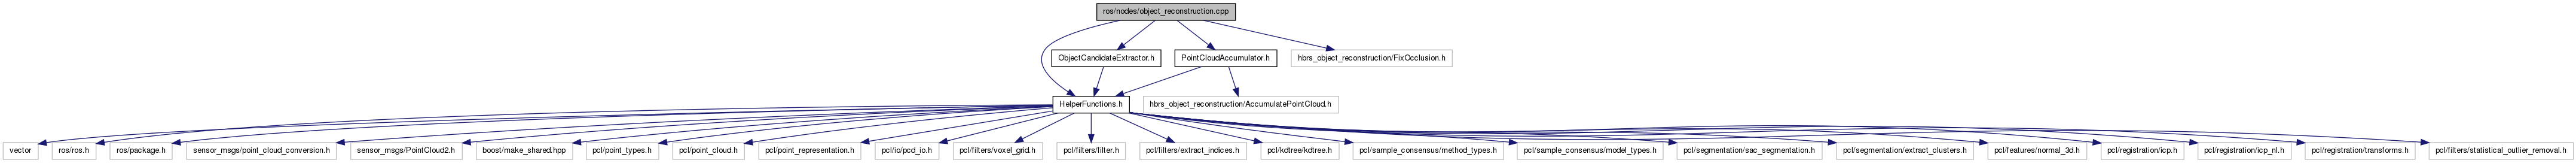 ros/nodes/object_reconstruction.cpp
ObjectCandidateExtractor.h
PointCloudAccumulator.h
hbrs_object_reconstruction/FixOcclusion.h
HelperFunctions.h
hbrs_object_reconstruction/AccumulatePointCloud.h
vector
ros/ros.h
ros/package.h
sensor_msgs/point_cloud_conversion.h
sensor_msgs/PointCloud2.h
boost/make_shared.hpp
pcl/point_types.h
pcl/point_cloud.h
pcl/point_representation.h
pcl/io/pcd_io.h
pcl/filters/voxel_grid.h
pcl/filters/filter.h
pcl/filters/extract_indices.h
pcl/kdtree/kdtree.h
pcl/sample_consensus/method_types.h
pcl/sample_consensus/model_types.h
pcl/segmentation/sac_segmentation.h
pcl/segmentation/extract_clusters.h
pcl/features/normal_3d.h
pcl/registration/icp.h
pcl/registration/icp_nl.h
pcl/registration/transforms.h
pcl/filters/statistical_outlier_removal.h